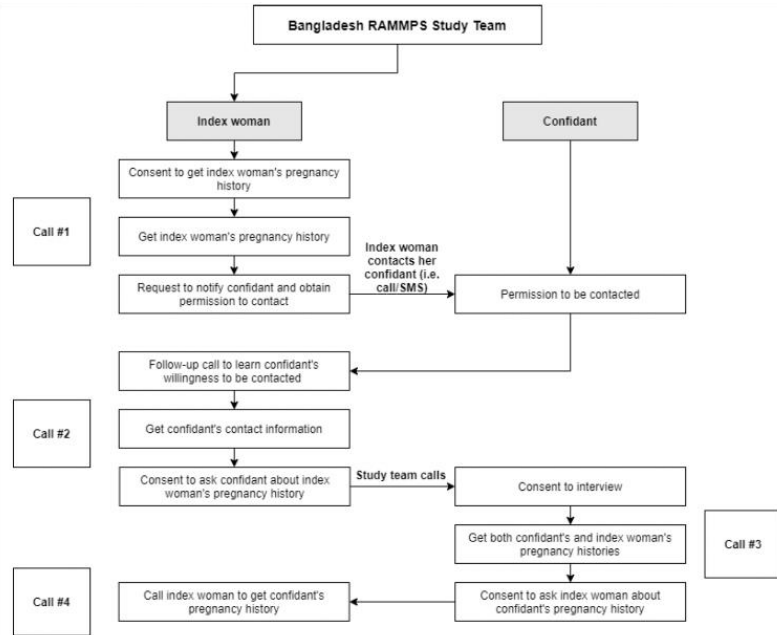 Bangladesh RAMMPS Study Team
Index woman
Confidant
Consent to get index woman's pregnancy
history
Call #1
Get index woman's pregnancy history
Index woman
contacts her
confidant (i.e.
call/SMS)
Request to notify confidant and obtain
permission to contact
Permission to be contacted
Follow-up call to learn confidant's
willingness to be contacted
Call #2
Get confidant's contact information
Consent to ask confidant about index
woman's pregnancy history
Study team calls
Consent to interview
Get both confidant's and index woman's
pregnancy histories
Call #3
Call #4
Call index woman to get confidant's
pregnancy history
Consent to ask index woman about
confidant's pregnancy history